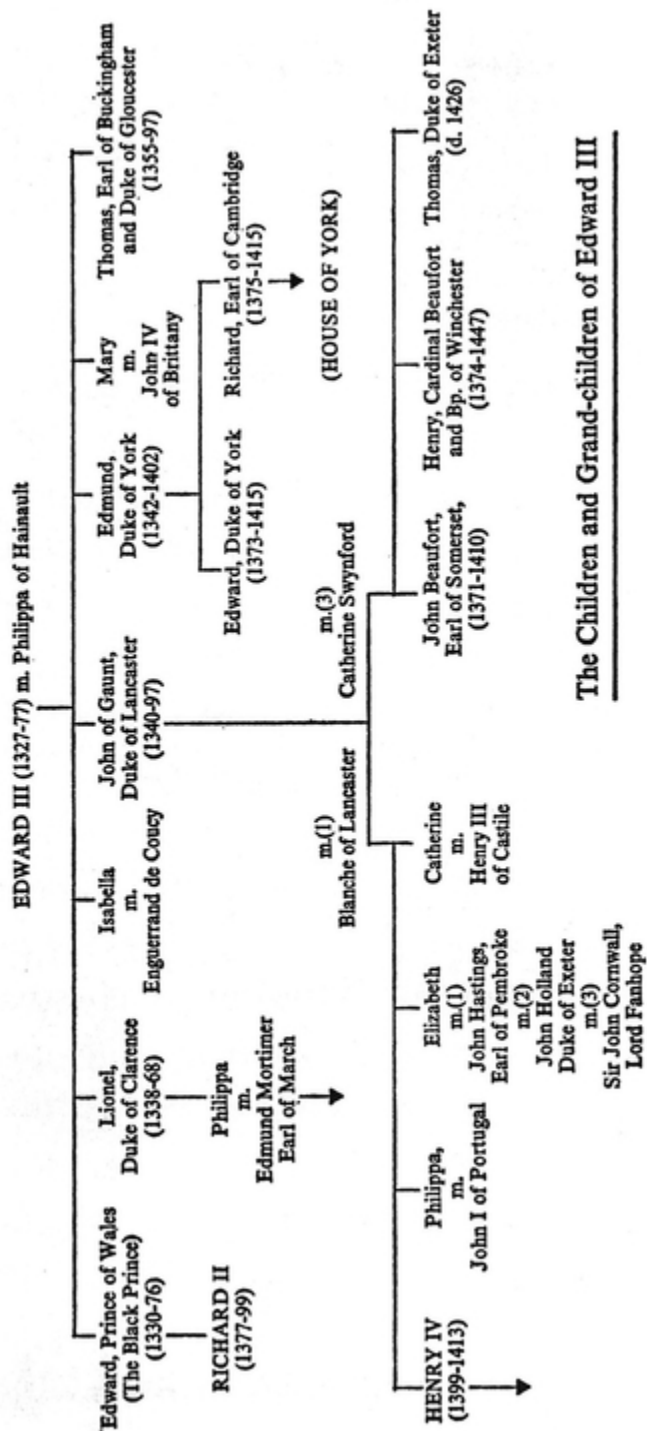 EDWARD III (1327-77) m. Philippa of Hainault
Edward, Prince of Wales
(The Black Prince)
(1330-76)
Lionel,
Duke of Clarence
(1338-68)
Isabella
m.
Enguerrand de Coucy
John of Gaunt,
Duke of Lancaster
(1340-97)
Edmund,
Duke of York
(1342-1402)
Mary
m.
John IV
of Brittany
Thomas, Earl of Buckingham
and Duke of Gloucester
(1355-97)
RICHARD II
(1377-99)
Philippa
m.
Edmund Mortimer
Earl of March
Edward, Duke of York
(1373-1415)
Richard, Earl of Cambridge
(1375-1415)
(HOUSE OF YORK)
m.(1)
Blanche of Lancaster
m.(3)
Catherine Swynford
HENRY IV
(1399-1413)
Philippa,
m.
John I of Portugal
Elizabeth
m.(1)
John Hastings,
Earl of Pembroke
m.(2)
John Holland
Duke of Exeter
m.(3)
Sir John Cornwall,
Lord Fanhope
Catherine
m.
Henry III
of Castile
John Beaufort,
Earl of Somerset,
(1371-1410)
Henry, Cardinal Beaufort
and Bp. of Winchester
(1374-1447)
Thomas, Duke of Exeter
(d. 1426)
The Children and Grand-children of Edward III